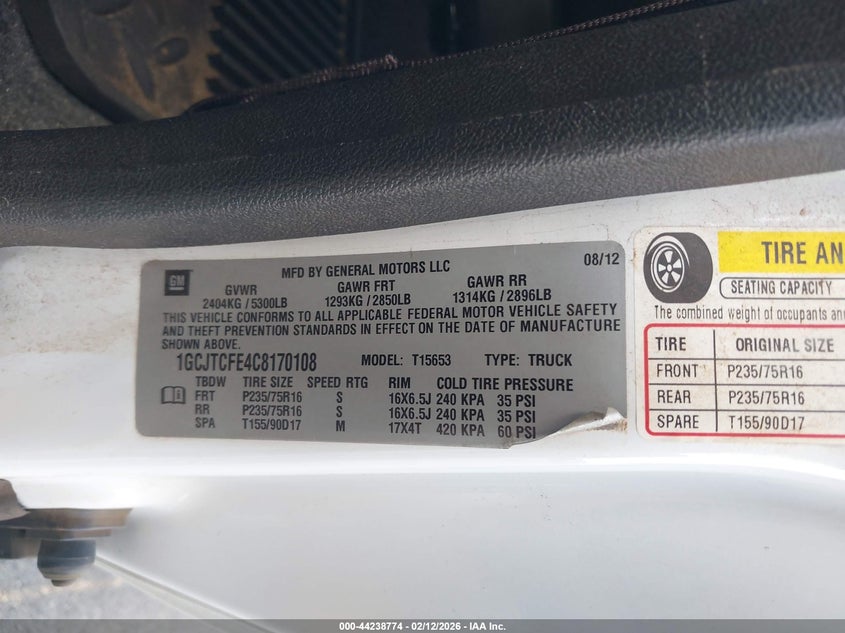 GM
MFD BY GENERAL MOTORS LLC
08/12
GVWR GAWR FRT GAWR RR
2404KG / 5300LB 1293KG / 2850LB 1314KG / 2896LB
THIS VEHICLE CONFORMS TO ALL APPLICABLE FEDERAL MOTOR VEHICLE SAFETY
AND THEFT PREVENTION STANDARDS IN EFFECT ON THE DATE OF MANUFACTURE
SHOWN ABOVE.
1GCJTCFE4C8170108 MODEL: T15653 TYPE: TRUCK
TBDW TIRE SIZE SPEED RTG RIM COLD TIRE PRESSURE
FRT P235/75R16 S 16X6.5J 240 KPA 35 PSI
RR P235/75R16 S 16X6.5J 240 KPA 35 PSI
SPA T155/90D17 M 17X4T 420 KPA 60 PSI
TIRE AN
SEATING CAPACITY
The combined weight of occupants an
TIRE ORIGINAL SIZE
FRONT P235/75R16
REAR P235/75R16
SPARE T155/90D17
000-44238774 | 02/12/2026 - IAA Inc.